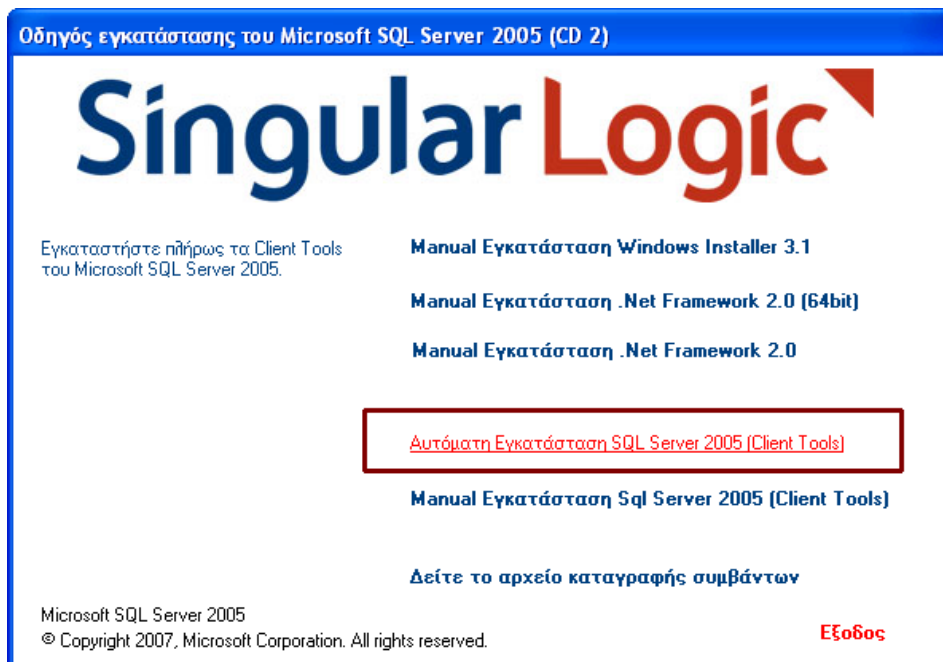 Οδηγός εγκατάστασης του Microsoft SQL Server 2005 (CD 2)
SingularLogic
Εγκαταστήστε πλήρως τα Client Tools
του Microsoft SQL Server 2005.
Manual Εγκατάσταση Windows Installer 3.1
Manual Εγκατάσταση .Net Framework 2.0 (64bit)
Manual Εγκατάσταση .Net Framework 2.0
Αυτόματη Εγκατάσταση SQL Server 2005 (Client Tools)
Manual Εγκατάσταση Sql Server 2005 (Client Tools)
Δείτε το αρχείο καταγραφής συμβάντων
Microsoft SQL Server 2005
© Copyright 2007, Microsoft Corporation. All rights reserved.
Εξοδος